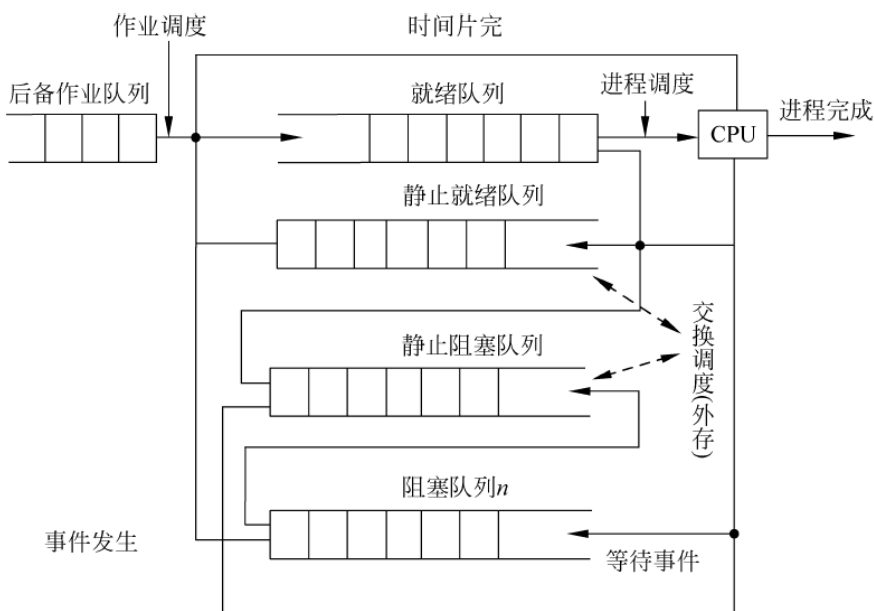 作业调度
时间片完
后备作业队列
就绪队列
进程调度
CPU
进程完成
静止就绪队列
交换调度(外存)
静止阻塞队列
阻塞队列n
事件发生
等待事件